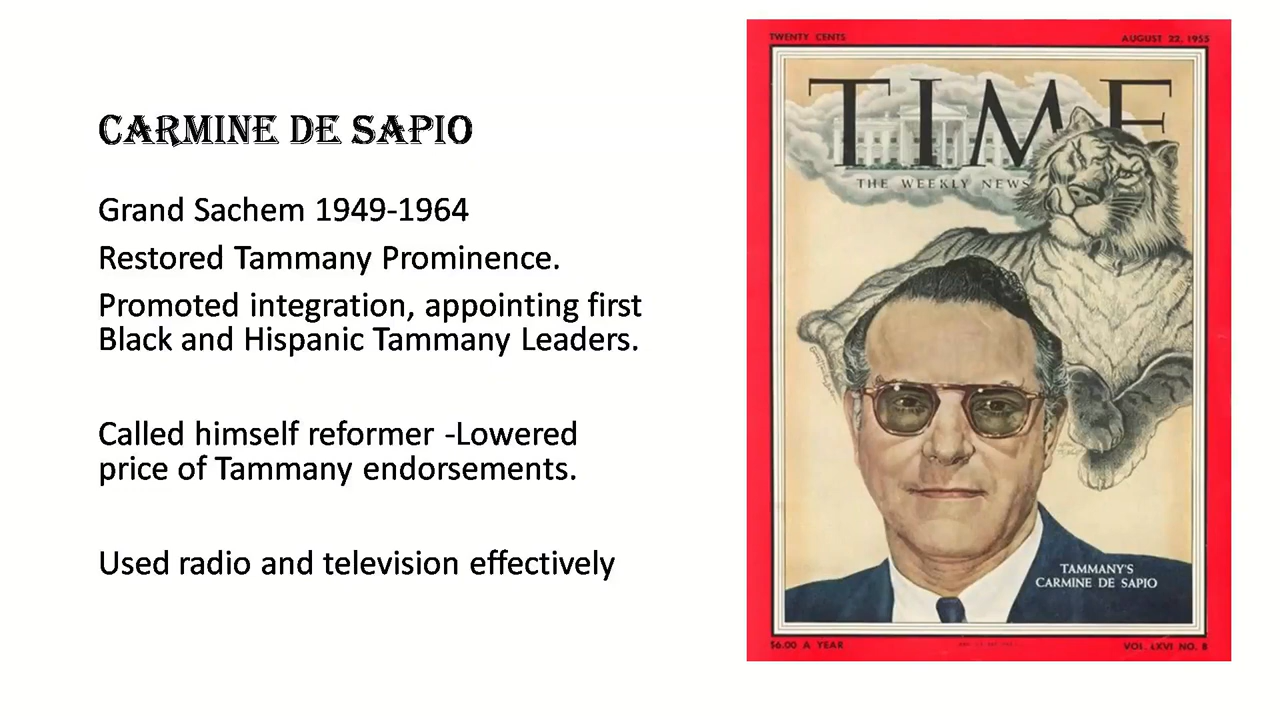 CARMINE DE SAPIO
Grand Sachem 1949-1964
Restored Tammany Prominence.
Promoted integration, appointing first
Black and Hispanic Tammany Leaders.
Called himself reformer -Lowered
price of Tammany endorsements.
Used radio and television effectively
TWENTY CENTS
AUGUST 22, 1955
TIME
THE WEEKLY NEWS
TAMMANY'S
CARMINE DE SAPIO
$6.00 A YEAR
VOL. LXVI NO. 8